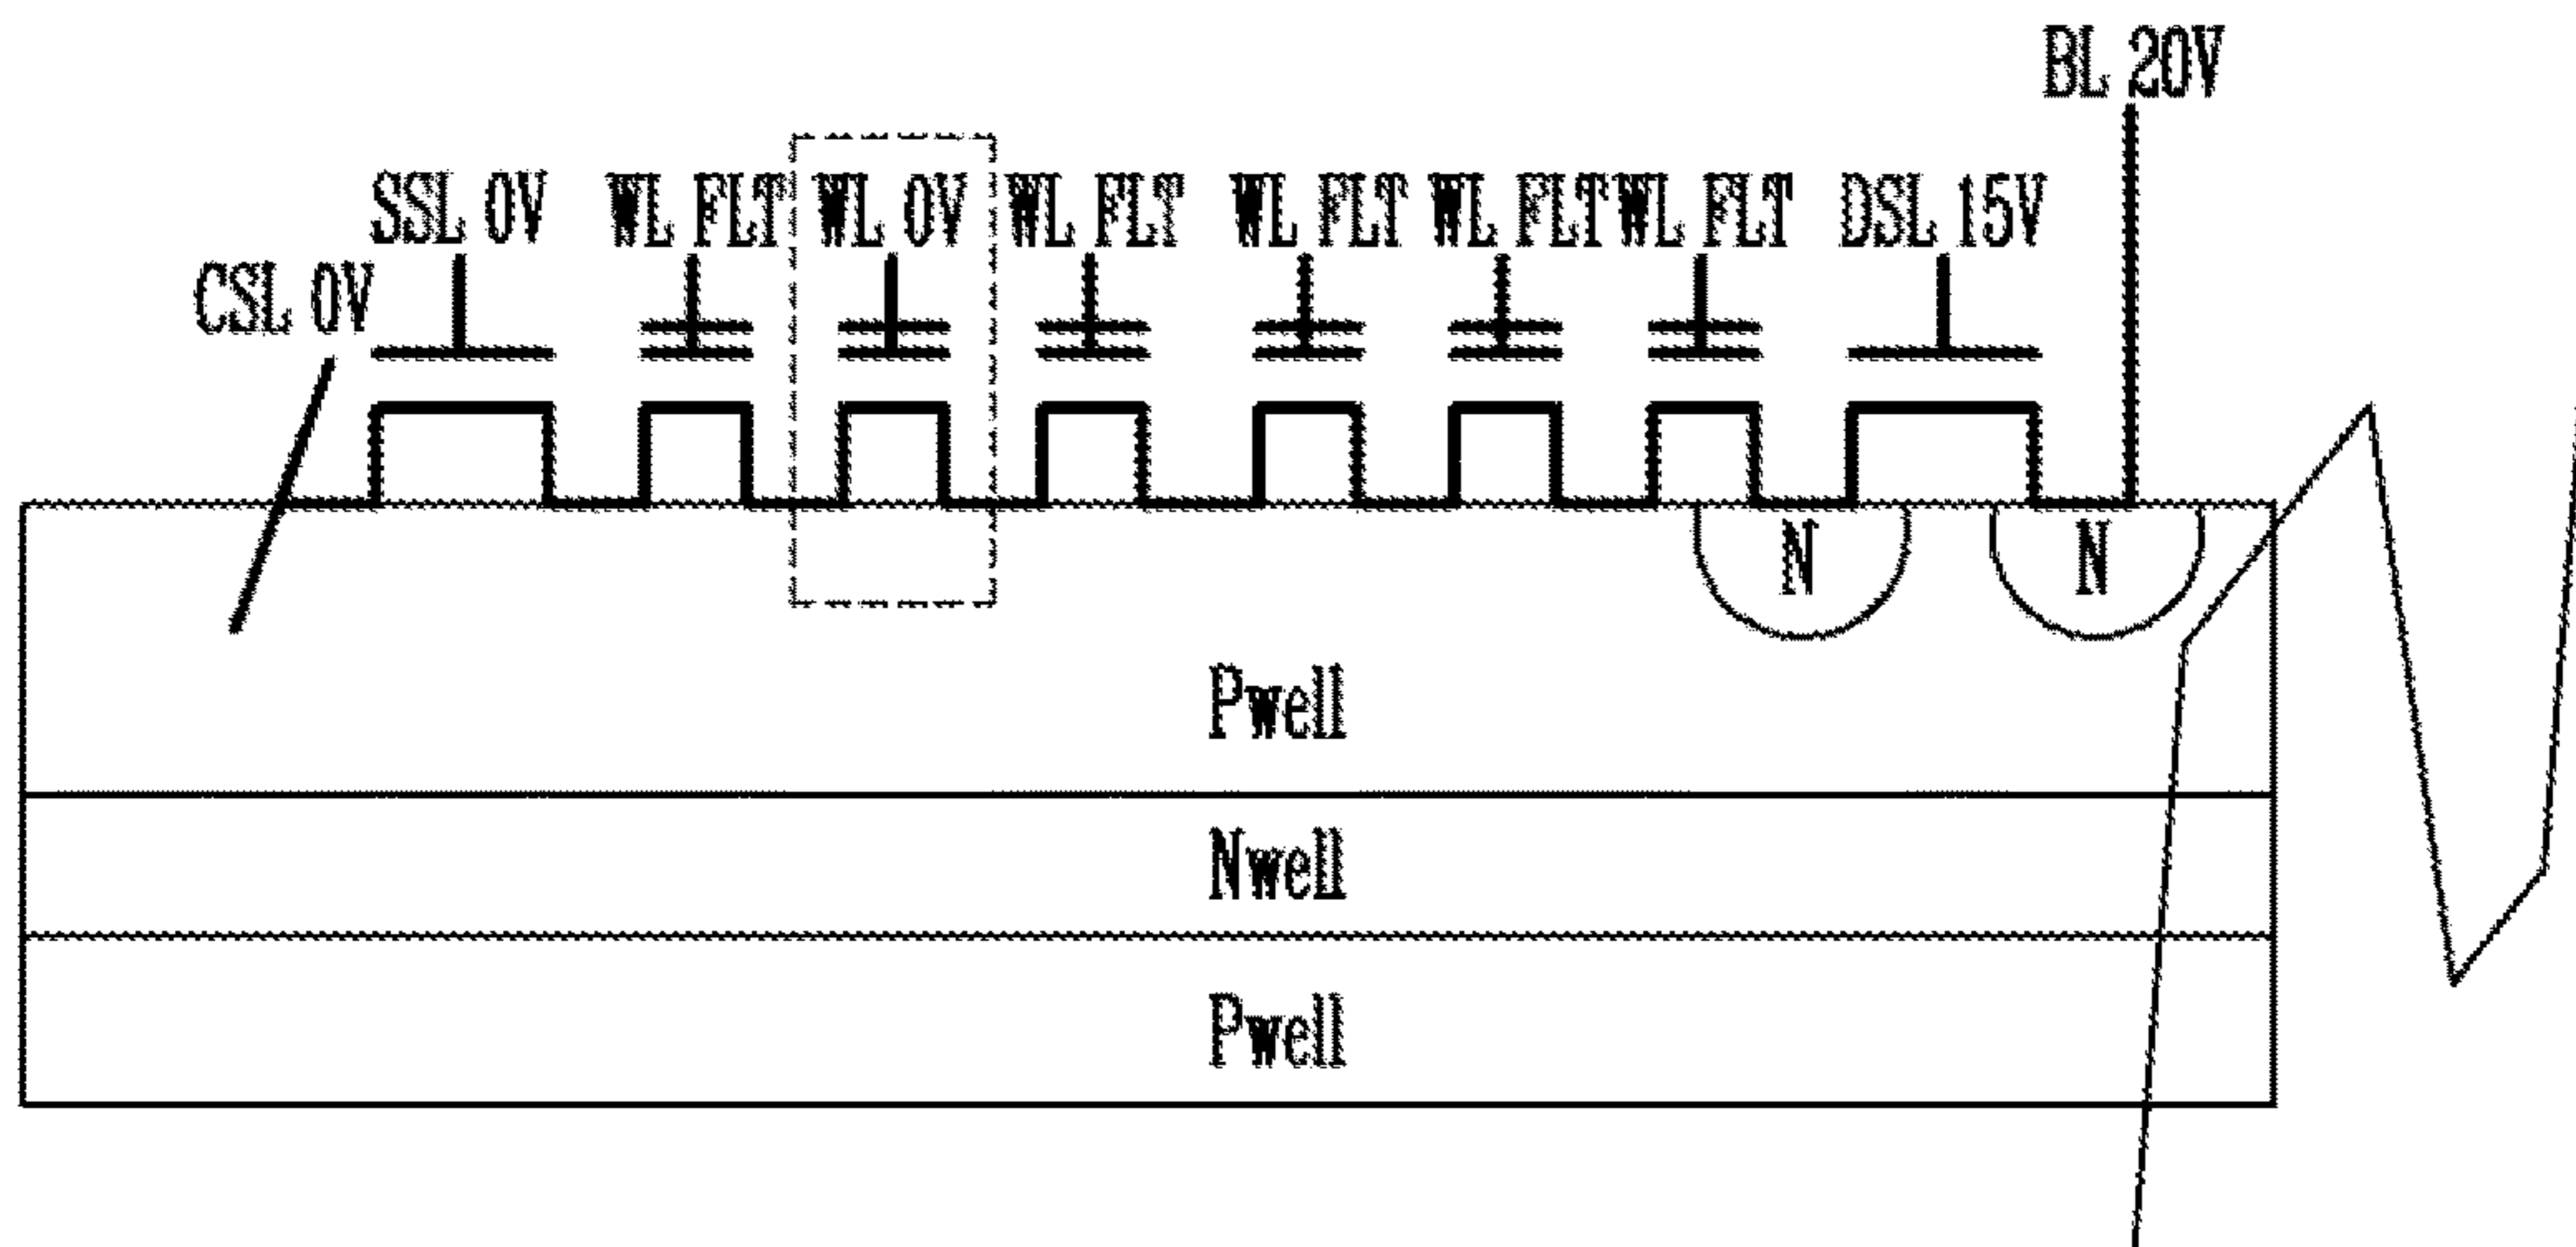 BL 20V
SSL 0V WL FLT WL 0V WL FLT WL FLT WL FLT WL FLT DSL 15V
CSL 0V
N N
Pwell
Nwell
Pwell